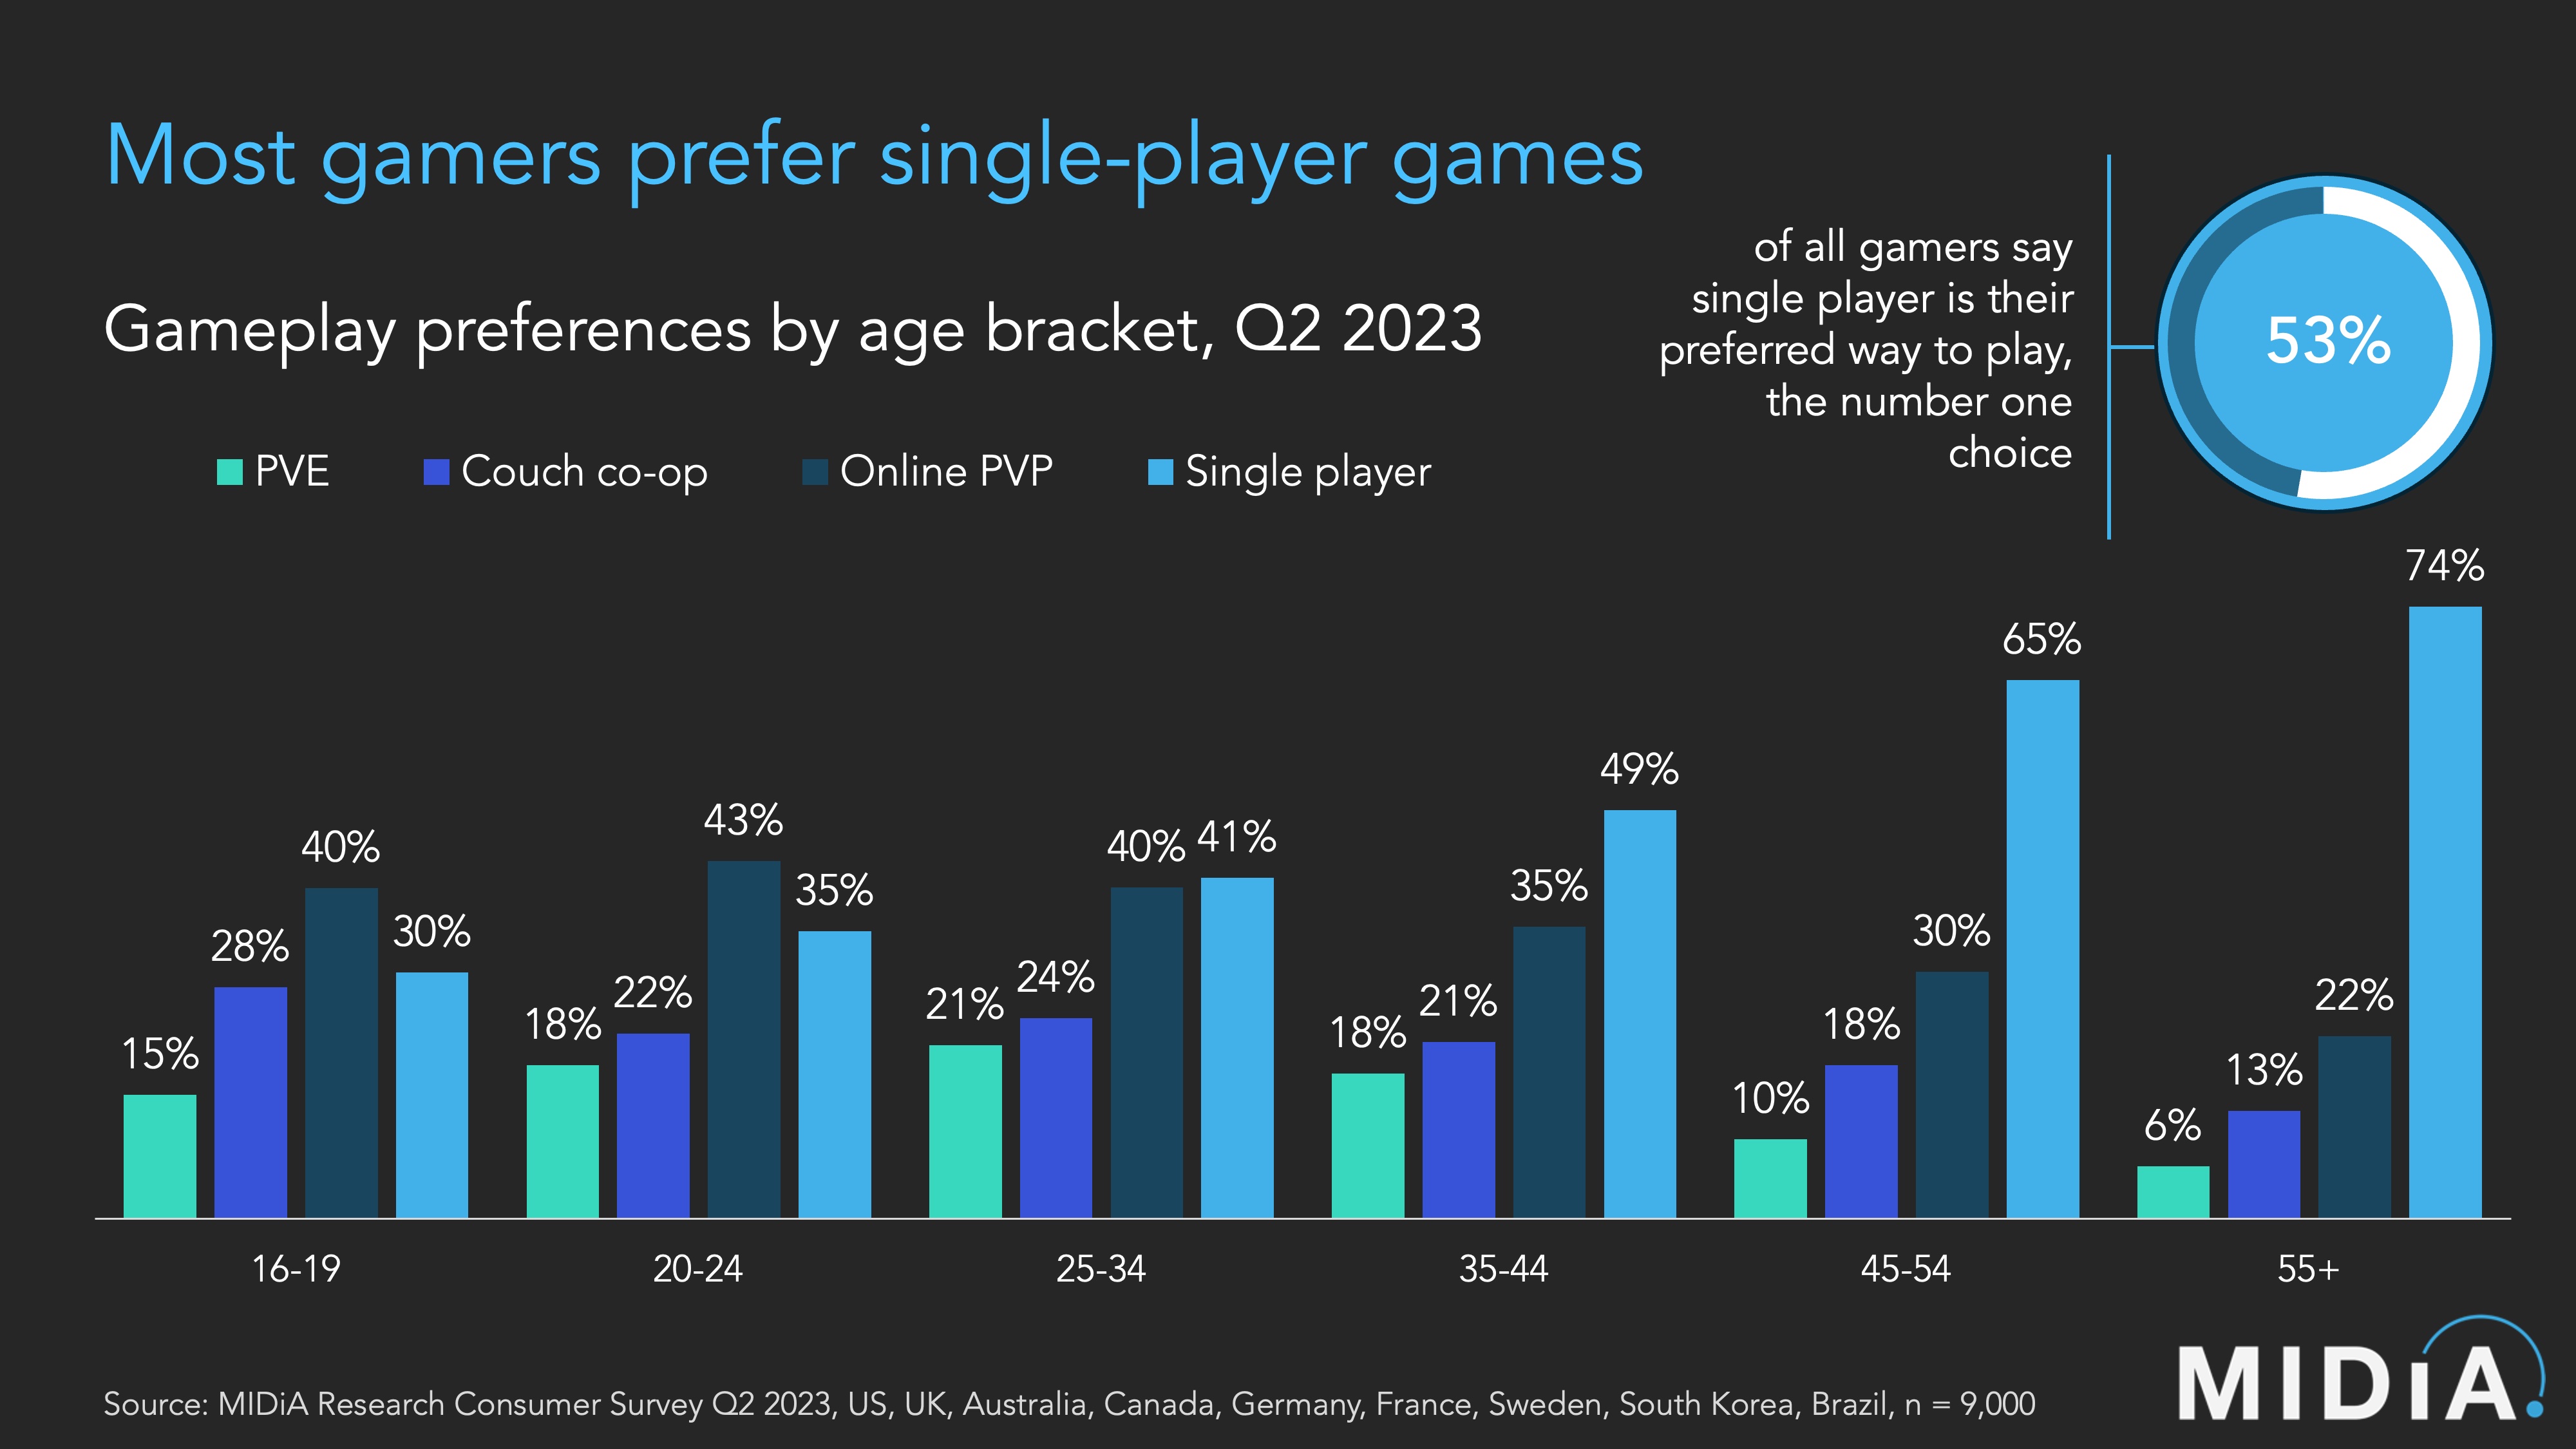 Most gamers prefer single-player games
Gameplay preferences by age bracket, Q2 2023
PVE Couch co-op Online PVP Single player
of all gamers say
single player is their
preferred way to play,
the number one
choice
53%
15% 28% 40% 30%
18% 22% 43% 35%
21% 24% 40% 41%
18% 21% 35% 49%
10% 18% 30% 65%
6% 13% 22% 74%
16-19 20-24 25-34 35-44 45-54 55+
Source: MIDiA Research Consumer Survey Q2 2023, US, UK, Australia, Canada, Germany, France, Sweden, South Korea, Brazil, n = 9,000
MIDiA